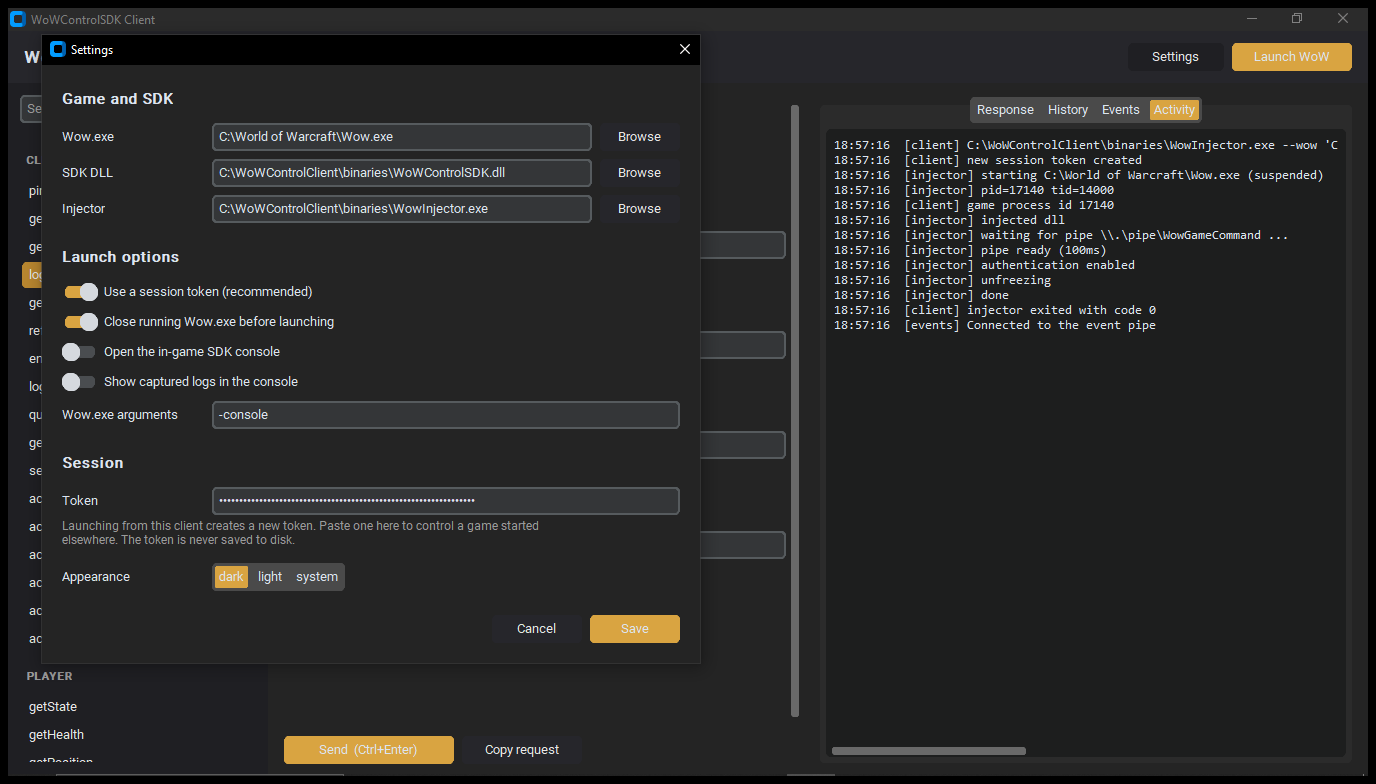 WoWControlSDK Client
Settings
Game and SDK
Wow.exe
C:\World of Warcraft\Wow.exe
Browse
SDK DLL
C:\WoWControlClient\binaries\WoWControlSDK.dll
Browse
Injector
C:\WoWControlClient\binaries\WowInjector.exe
Browse
Launch options
Use a session token (recommended)
Close running Wow.exe before launching
Open the in-game SDK console
Show captured logs in the console
Wow.exe arguments
-console
Session
Token
Launching from this client creates a new token. Paste one here to control a game started
elsewhere. The token is never saved to disk.
Appearance
dark light system
Cancel
Save
PLAYER
getState
getHealth
getPosition
Send (Ctrl+Enter)
Copy request
Settings
Launch WoW
Response History Events Activity
18:57:16 [client] C:\WoWControlClient\binaries\WowInjector.exe --wow 'C
18:57:16 [client] new session token created
18:57:16 [injector] starting C:\World of Warcraft\Wow.exe (suspended)
18:57:16 [injector] pid=17140 tid=14000
18:57:16 [client] game process id 17140
18:57:16 [injector] injected dll
18:57:16 [injector] waiting for pipe \\.\pipe\WowGameCommand ...
18:57:16 [injector] pipe ready (100ms)
18:57:16 [injector] authentication enabled
18:57:16 [injector] unfreezing
18:57:16 [injector] done
18:57:16 [client] injector exited with code 0
18:57:16 [events] Connected to the event pipe